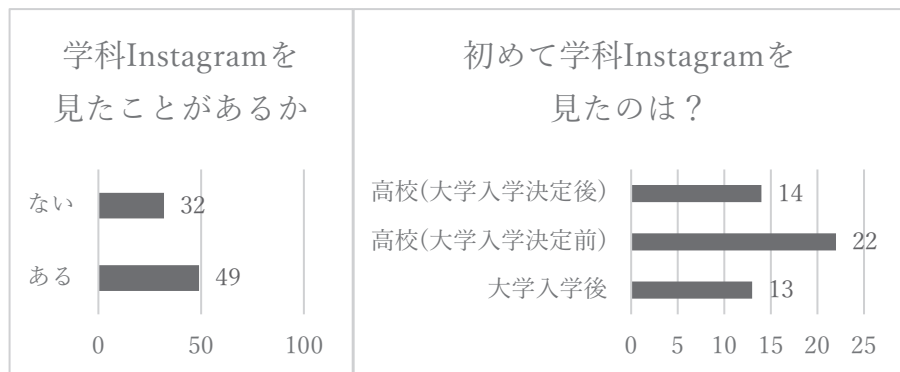 学科Instagramを
見たことがあるか
ない 32
ある 49
0 50 100
初めて学科Instagramを
見たのは？
高校(大学入学決定後) 14
高校(大学入学決定前) 22
大学入学後 13
0 5 10 15 20 25